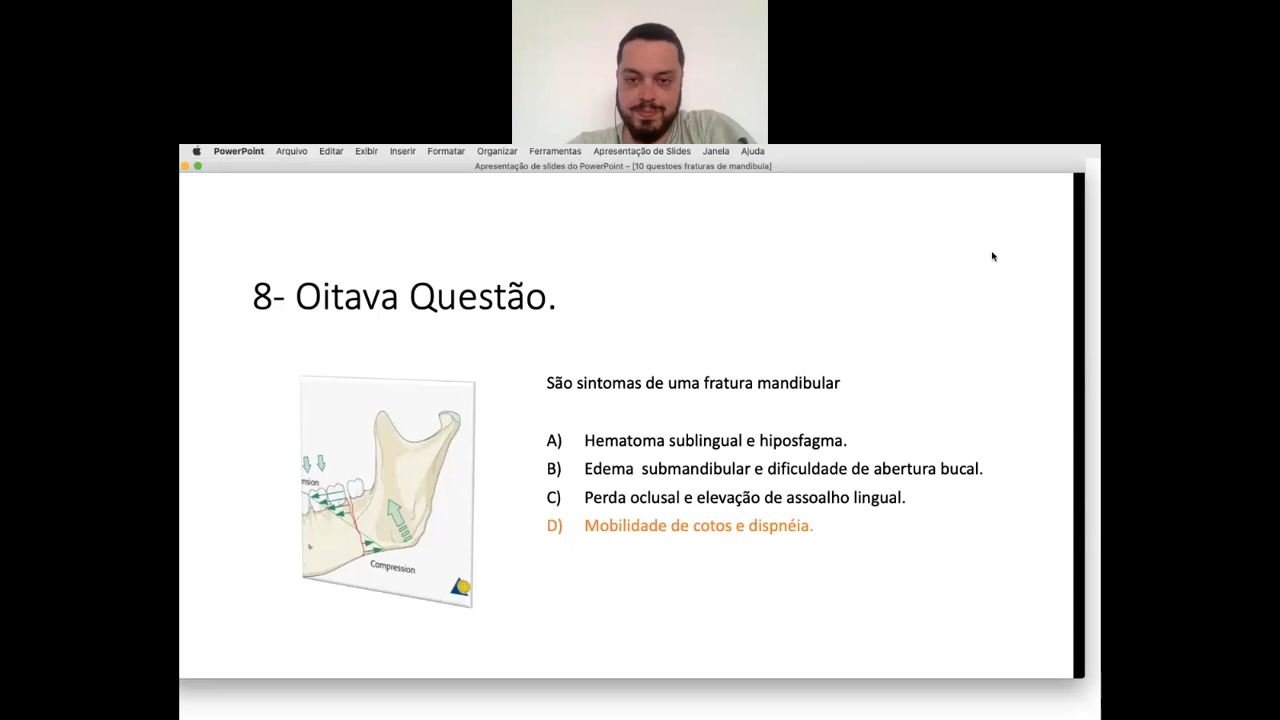 PowerPoint Arquivo Editar Exibir Inserir Formatar Organizar Ferramentas Apresentação de Slides Janela Ajuda
Apresentação de slides do PowerPoint - [10 questoes fraturas de mandibula]
8- Oitava Questão.
nsion
Compression
São sintomas de uma fratura mandibular
A) Hematoma sublingual e hiposfagma.
B) Edema submandibular e dificuldade de abertura bucal.
C) Perda oclusal e elevação de assoalho lingual.
D) Mobilidade de cotos e dispnéia.